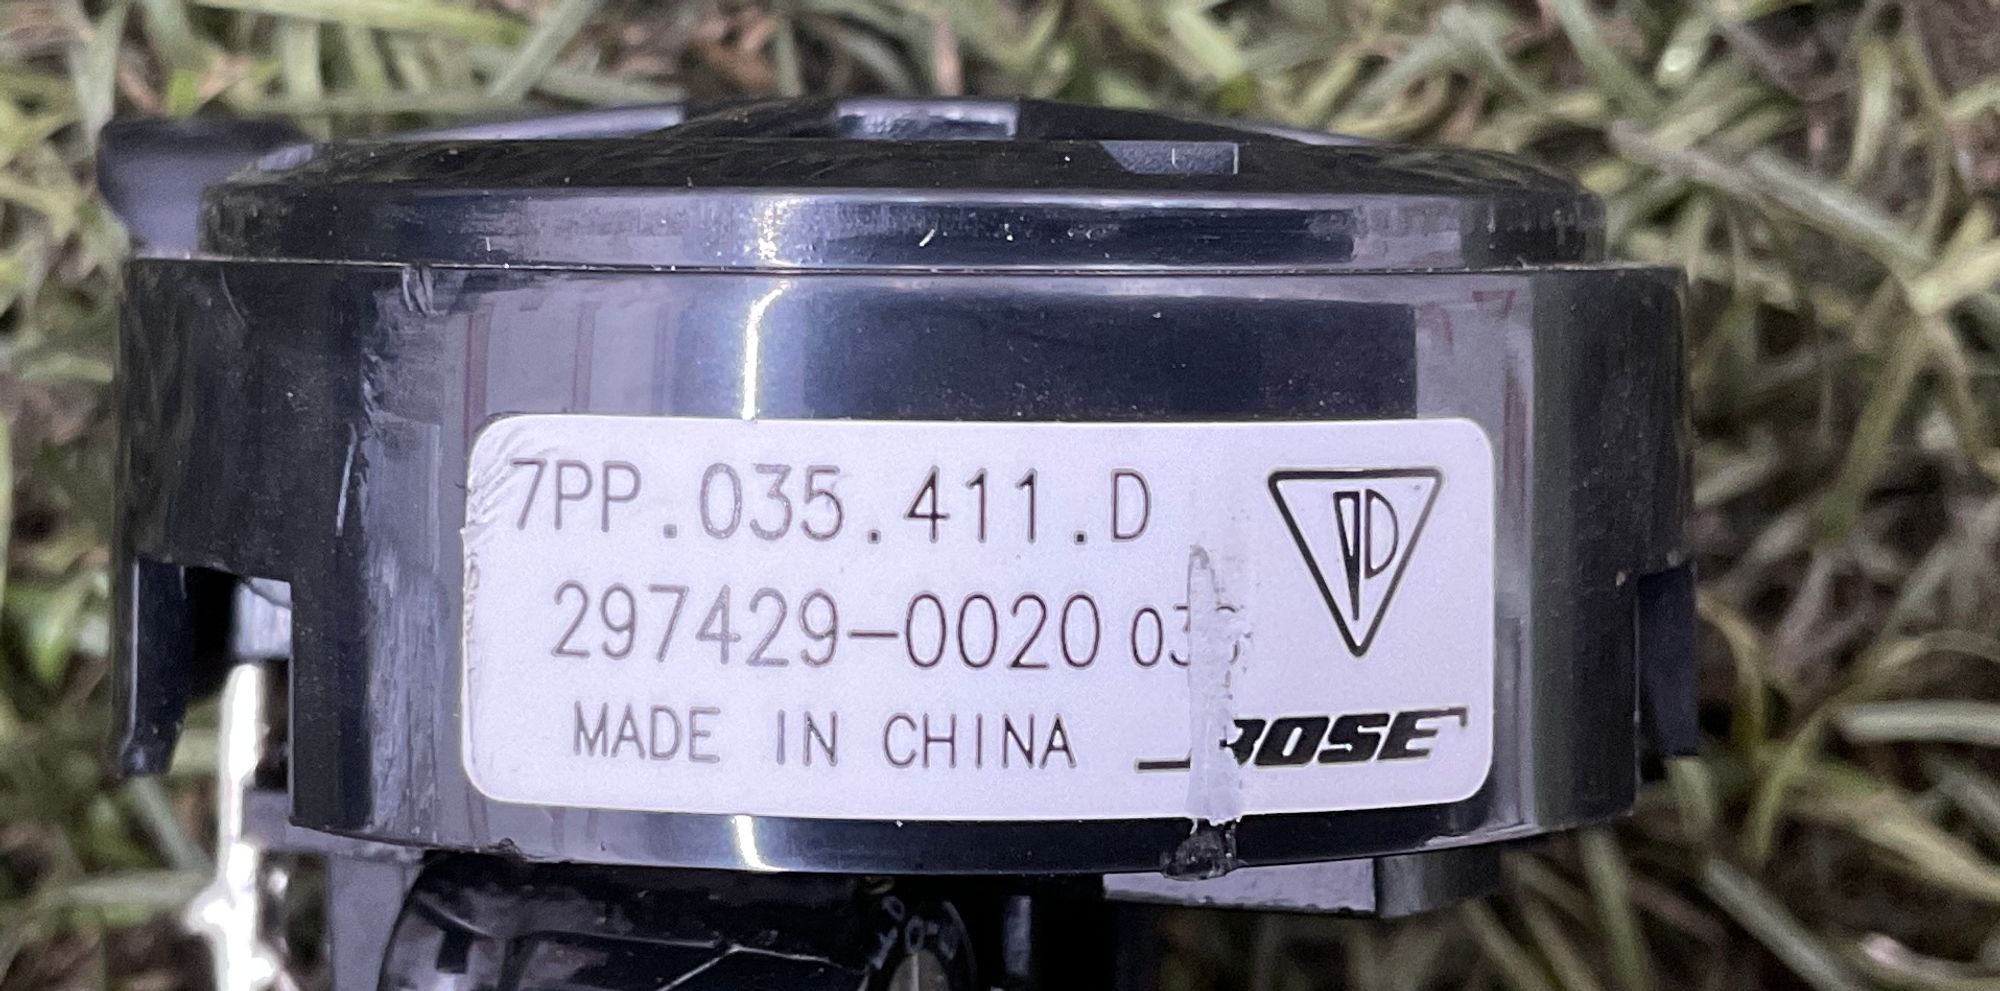 7PP.035.411.D
297429-0020
MADE IN CHINA
BOSE